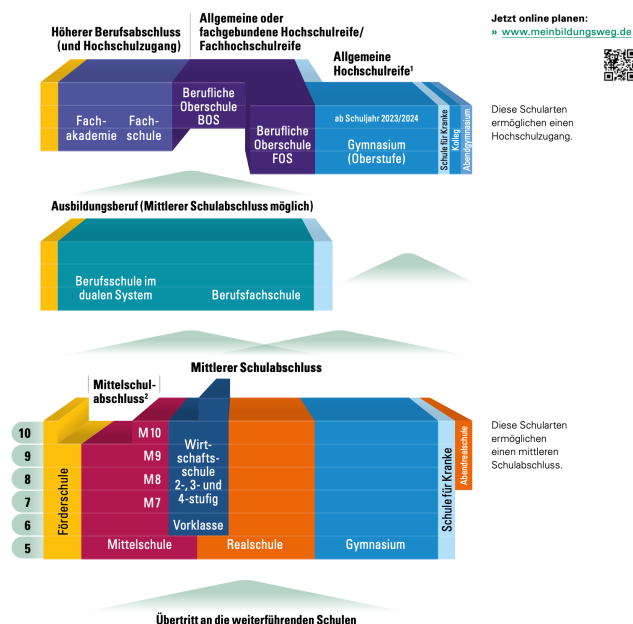 Jetzt online planen:
» www.meinbildungsweg.de
Höherer Berufsabschluss
(und Hochschulzugang)
Allgemeine oder
fachgebundene Hochschulreife/
Fachhochschulreife
Allgemeine
Hochschulreife¹
Fach-
akademie
Fach-
schule
Berufliche
Oberschule
BOS
Berufliche
Oberschule
FOS
ab Schuljahr 2023/2024
Gymnasium
(Oberstufe)
Schule für Kranke
Kolleg
Abendgymnasium
Diese Schularten
ermöglichen einen
Hochschulzugang.
Ausbildungsberuf (Mittlerer Schulabschluss möglich)
Berufsschule im
dualen System
Berufsfachschule
Mittlerer Schulabschluss
Mittelschul-
abschluss²
10
9
8
7
6
5
Förderschule
M10
M9
M8
M7
Mittelschule
Wirt-
schafts-
schule
2-, 3- und
4-stufig
Vorklasse
Realschule
Gymnasium
Schule für Kranke
Abendrealschule
Diese Schularten
ermöglichen
einen mittleren
Schulabschluss.
Übertritt an die weiterführenden Schulen